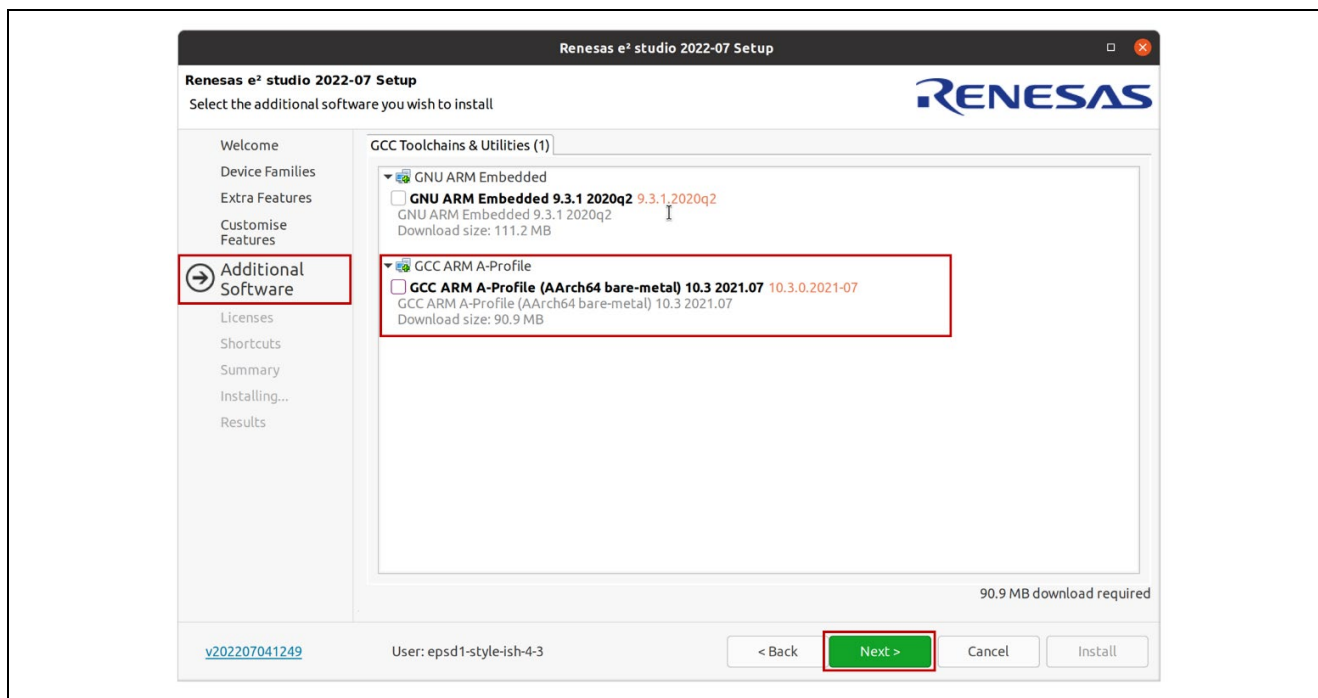 Renesas e² studio 2022-07 Setup
Renesas e² studio 2022-07 Setup
Select the additional software you wish to install
RENESAS
Welcome
Device Families
Extra Features
Customise
Features
Additional
Software
Licenses
Shortcuts
Summary
Installing...
Results
GCC Toolchains & Utilities (1)
GNU ARM Embedded
GNU ARM Embedded 9.3.1 2020q2 9.3.1.2020q2
GNU ARM Embedded 9.3.1 2020q2
Download size: 111.2 MB
GCC ARM A-Profile
GCC ARM A-Profile (AArch64 bare-metal) 10.3 2021.07 10.3.0.2021-07
GCC ARM A-Profile (AArch64 bare-metal) 10.3 2021.07
Download size: 90.9 MB
90.9 MB download required
v202207041249
User: epsd1-style-ish-4-3
< Back
Next >
Cancel
Install